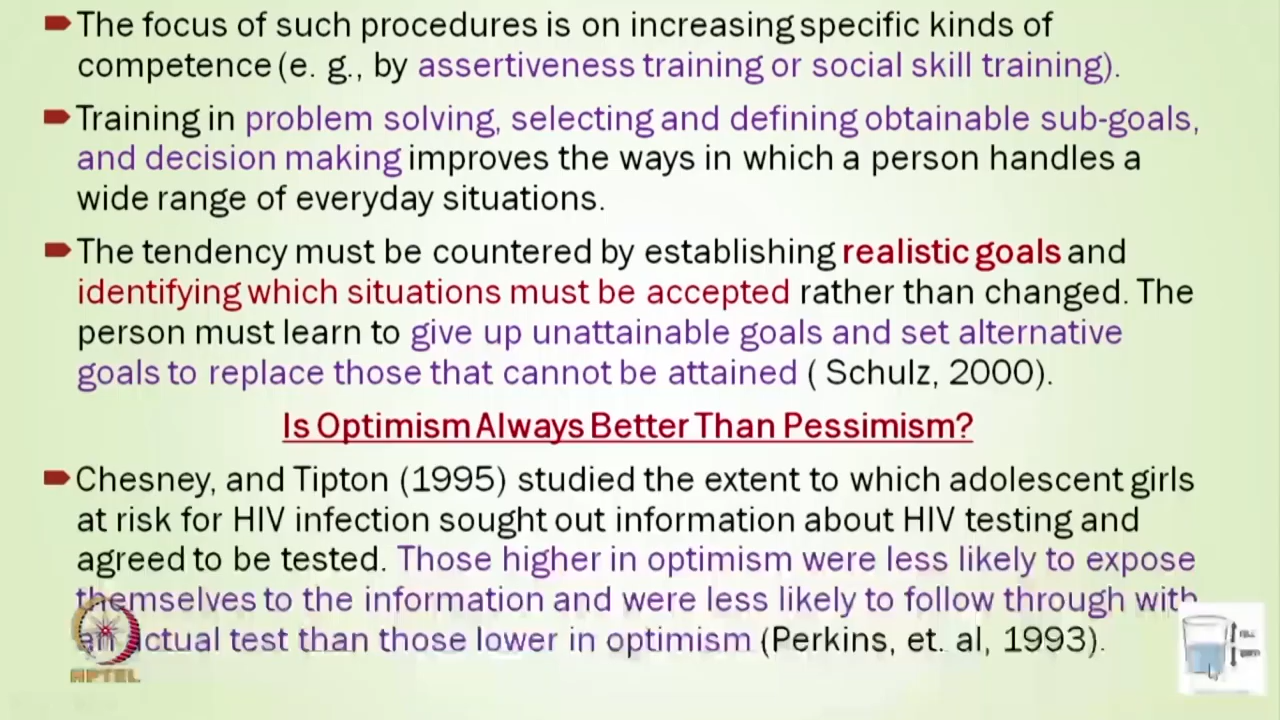 The focus of such procedures is on increasing specific kinds of
competence (e. g., by assertiveness training or social skill training).
Training in problem solving, selecting and defining obtainable sub-goals,
and decision making improves the ways in which a person handles a
wide range of everyday situations.
The tendency must be countered by establishing realistic goals and
identifying which situations must be accepted rather than changed. The
person must learn to give up unattainable goals and set alternative
goals to replace those that cannot be attained ( Schulz, 2000).
Is Optimism Always Better Than Pessimism?
Chesney, and Tipton (1995) studied the extent to which adolescent girls
at risk for HIV infection sought out information about HIV testing and
agreed to be tested. Those higher in optimism were less likely to expose
themselves to the information and were less likely to follow through with
an actual test than those lower in optimism (Perkins, et. al, 1993).
NPTEL